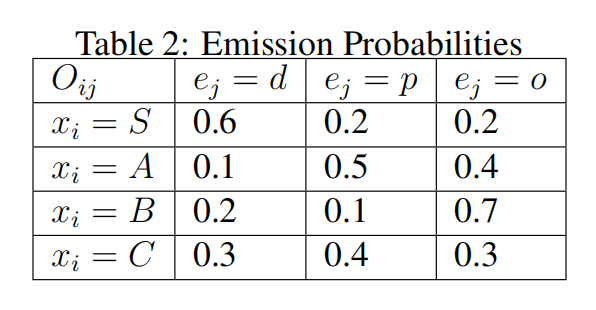 Table 2: Emission Probabilities
O_{ij} e_j = d e_j = p e_j = o
x_i = S 0.6 0.2 0.2
x_i = A 0.1 0.5 0.4
x_i = B 0.2 0.1 0.7
x_i = C 0.3 0.4 0.3